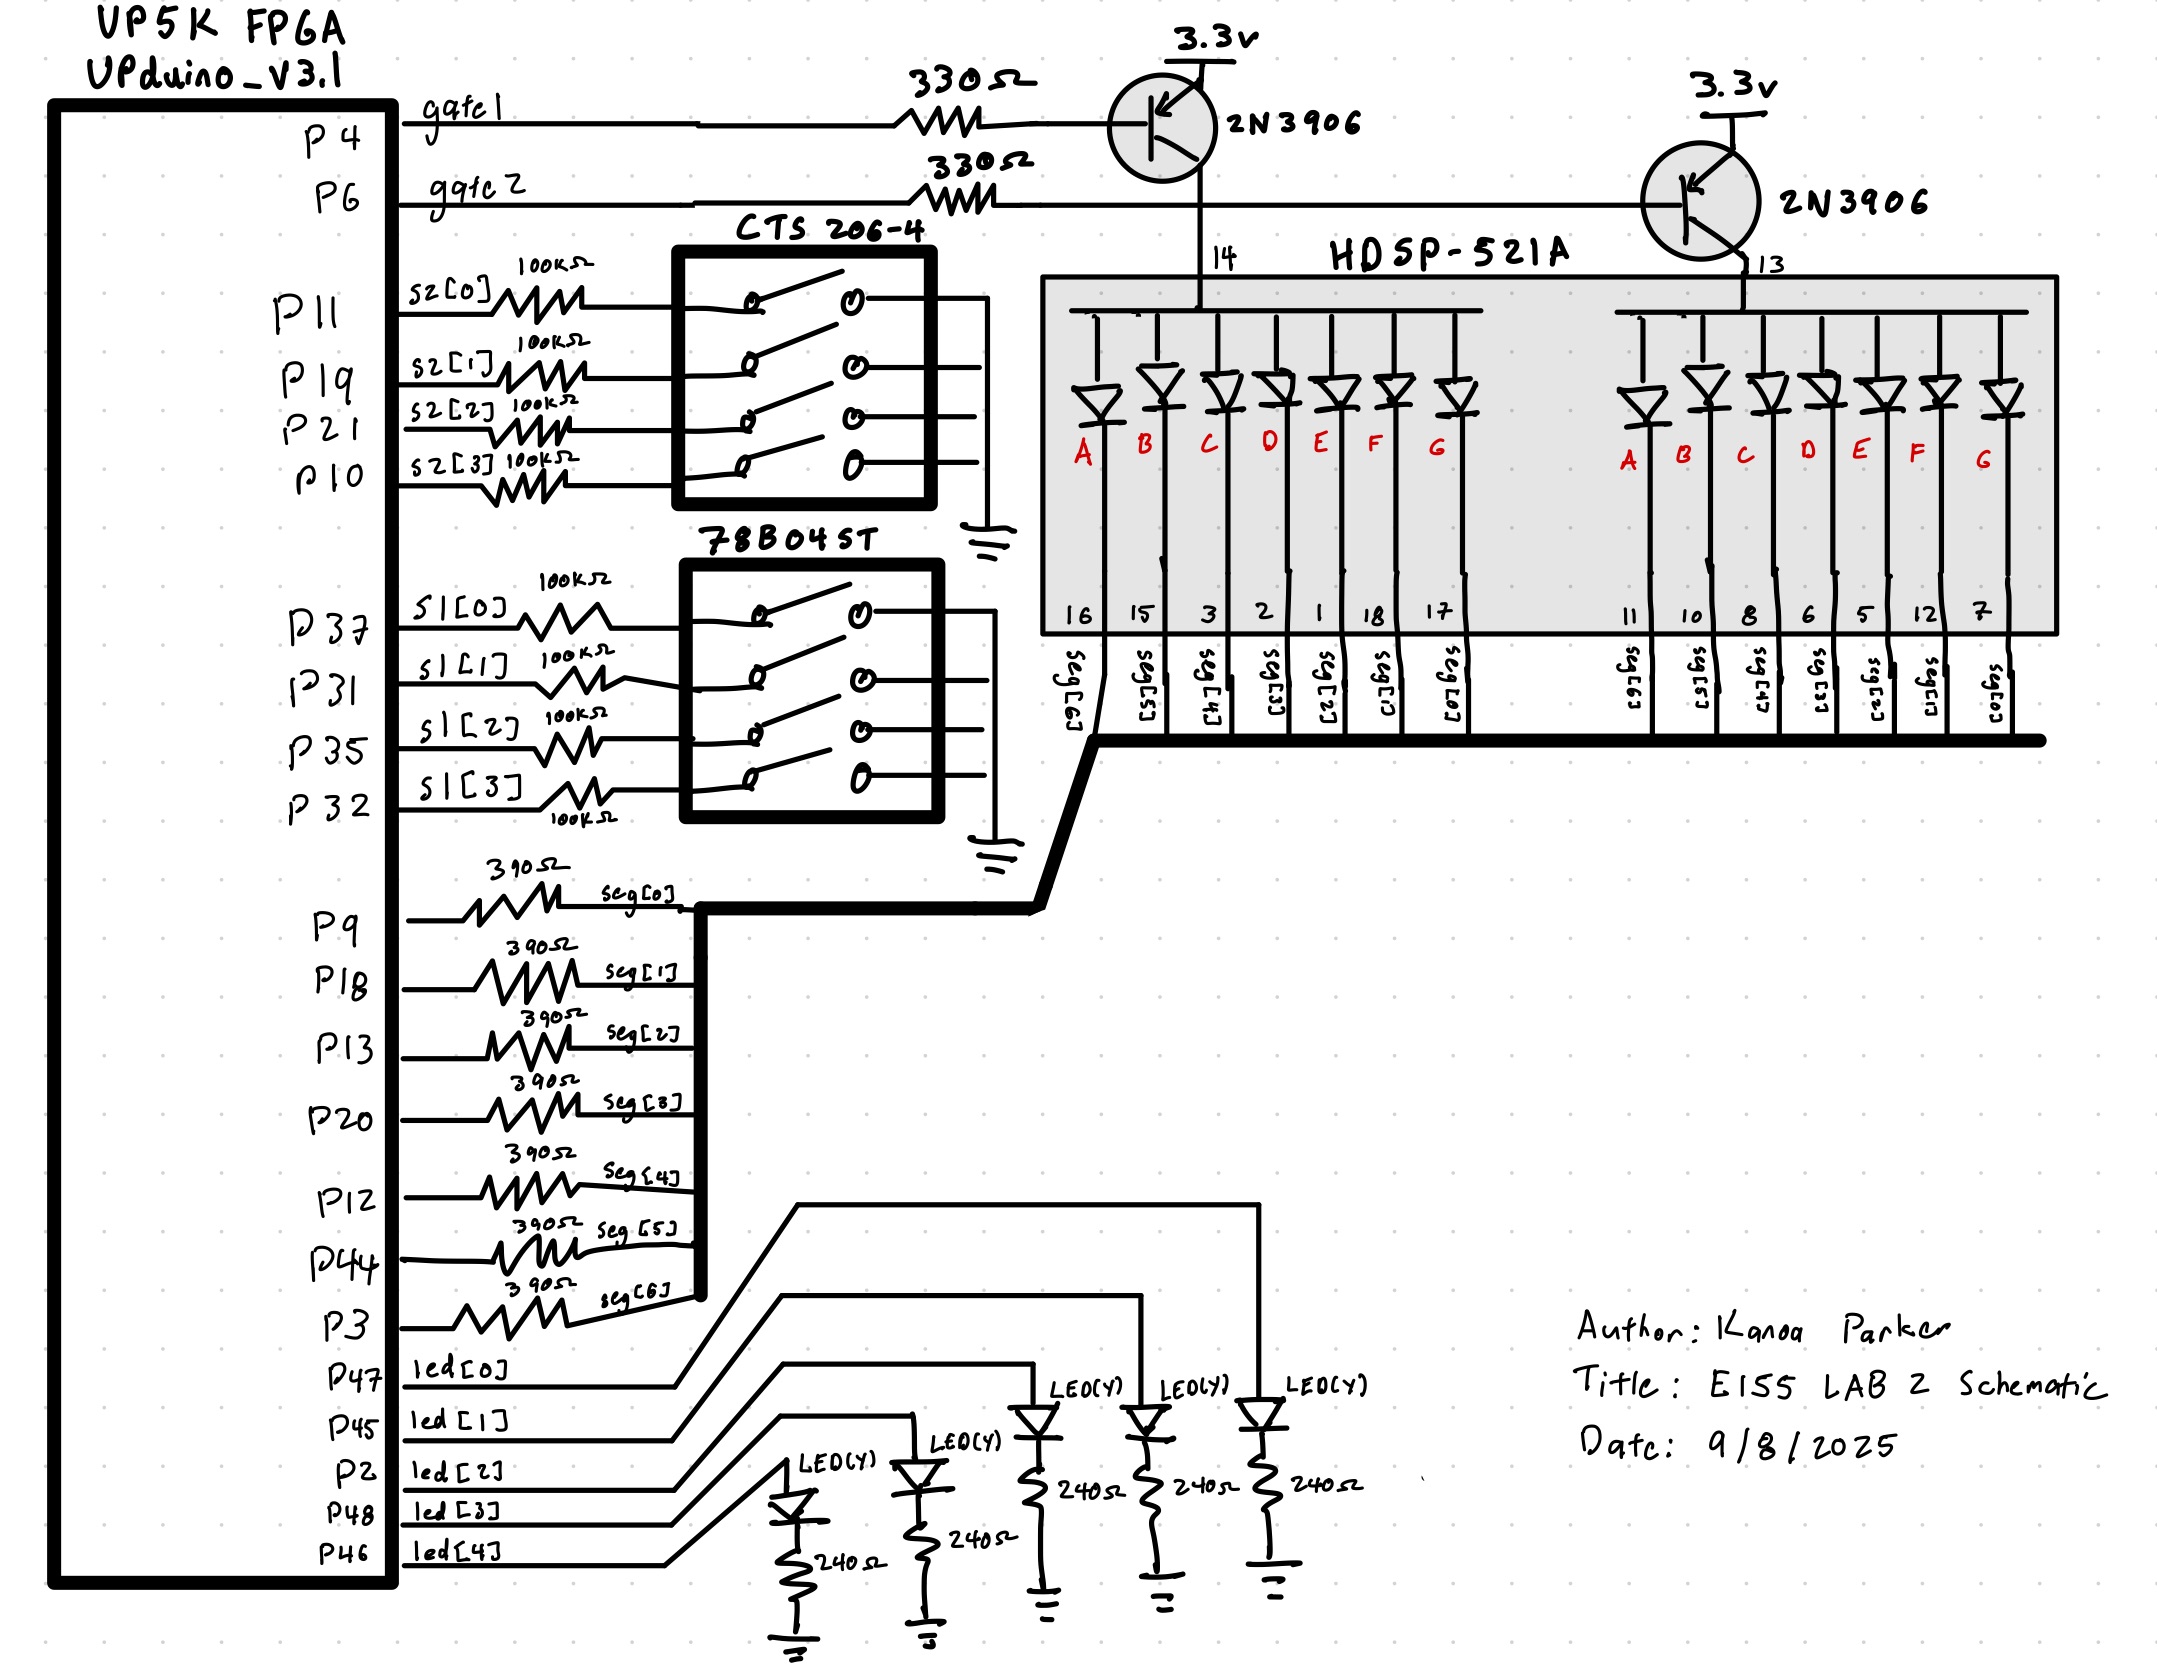 UP5K FPGA
UPduino_v3.1
P4
gate1
330Ω
3.3v
2N3906
P6
gate2
330Ω
3.3v
2N3906
CTS 206-4
P11
s2[0]
100KΩ
P19
s2[1]
100KΩ
P21
s2[2]
100KΩ
P10
s2[3]
100KΩ
78B04ST
P37
s1[0]
100KΩ
P31
s1[1]
100KΩ
P35
s1[2]
100KΩ
P32
s1[3]
100KΩ
14
HDSP-521A
13
A B C D E F G
A B C D E F G
16 15 3 2 1 18 17
11 10 8 6 5 12 7
seg[6] seg[5] seg[4] seg[3] seg[2] seg[1] seg[0]
seg[6] seg[5] seg[4] seg[3] seg[2] seg[1] seg[0]
P9
390Ω
seg[0]
P18
390Ω
seg[1]
P13
390Ω
seg[2]
P20
390Ω
seg[3]
P12
390Ω
seg[4]
P44
390Ω
seg[5]
P3
390Ω
seg[6]
P47
led[0]
P45
led[1]
P2
led[2]
P48
led[3]
P46
led[4]
LED(Y)
240Ω
LED(Y)
240Ω
LED(Y)
240Ω
LED(Y)
240Ω
LED(Y)
240Ω
Author: Kanoa Parker
Title: E155 LAB 2 Schematic
Date: 9/8/2025